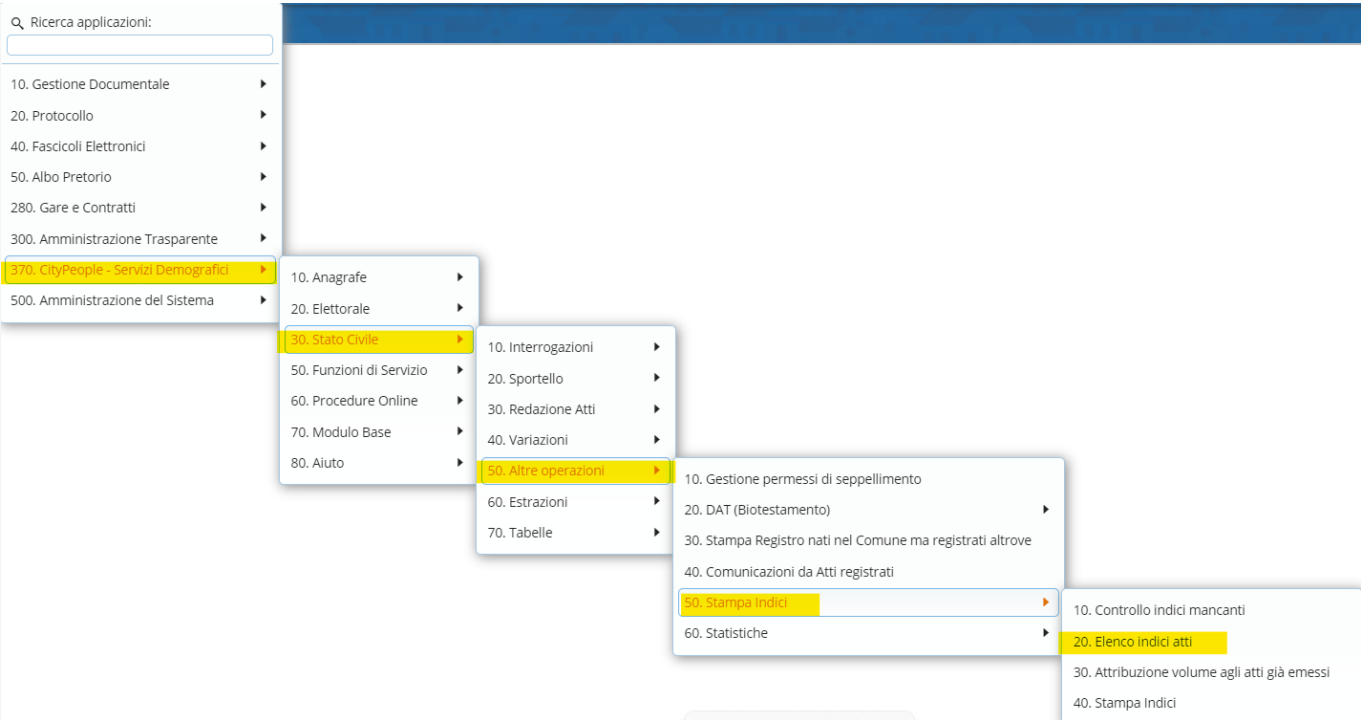 Ricerca applicazioni:
10. Gestione Documentale
20. Protocollo
40. Fascicoli Elettronici
50. Albo Pretorio
280. Gare e Contratti
300. Amministrazione Trasparente
370. CityPeople - Servizi Demografici
500. Amministrazione del Sistema
10. Anagrafe
20. Elettorale
30. Stato Civile
50. Funzioni di Servizio
60. Procedure Online
70. Modulo Base
80. Aiuto
10. Interrogazioni
20. Sportello
30. Redazione Atti
40. Variazioni
50. Altre operazioni
60. Estrazioni
70. Tabelle
10. Gestione permessi di seppellimento
20. DAT (Biotestamento)
30. Stampa Registro nati nel Comune ma registrati altrove
40. Comunicazioni da Atti registrati
50. Stampa Indici
60. Statistiche
10. Controllo indici mancanti
20. Elenco indici atti
30. Attribuzione volume agli atti già emessi
40. Stampa Indici